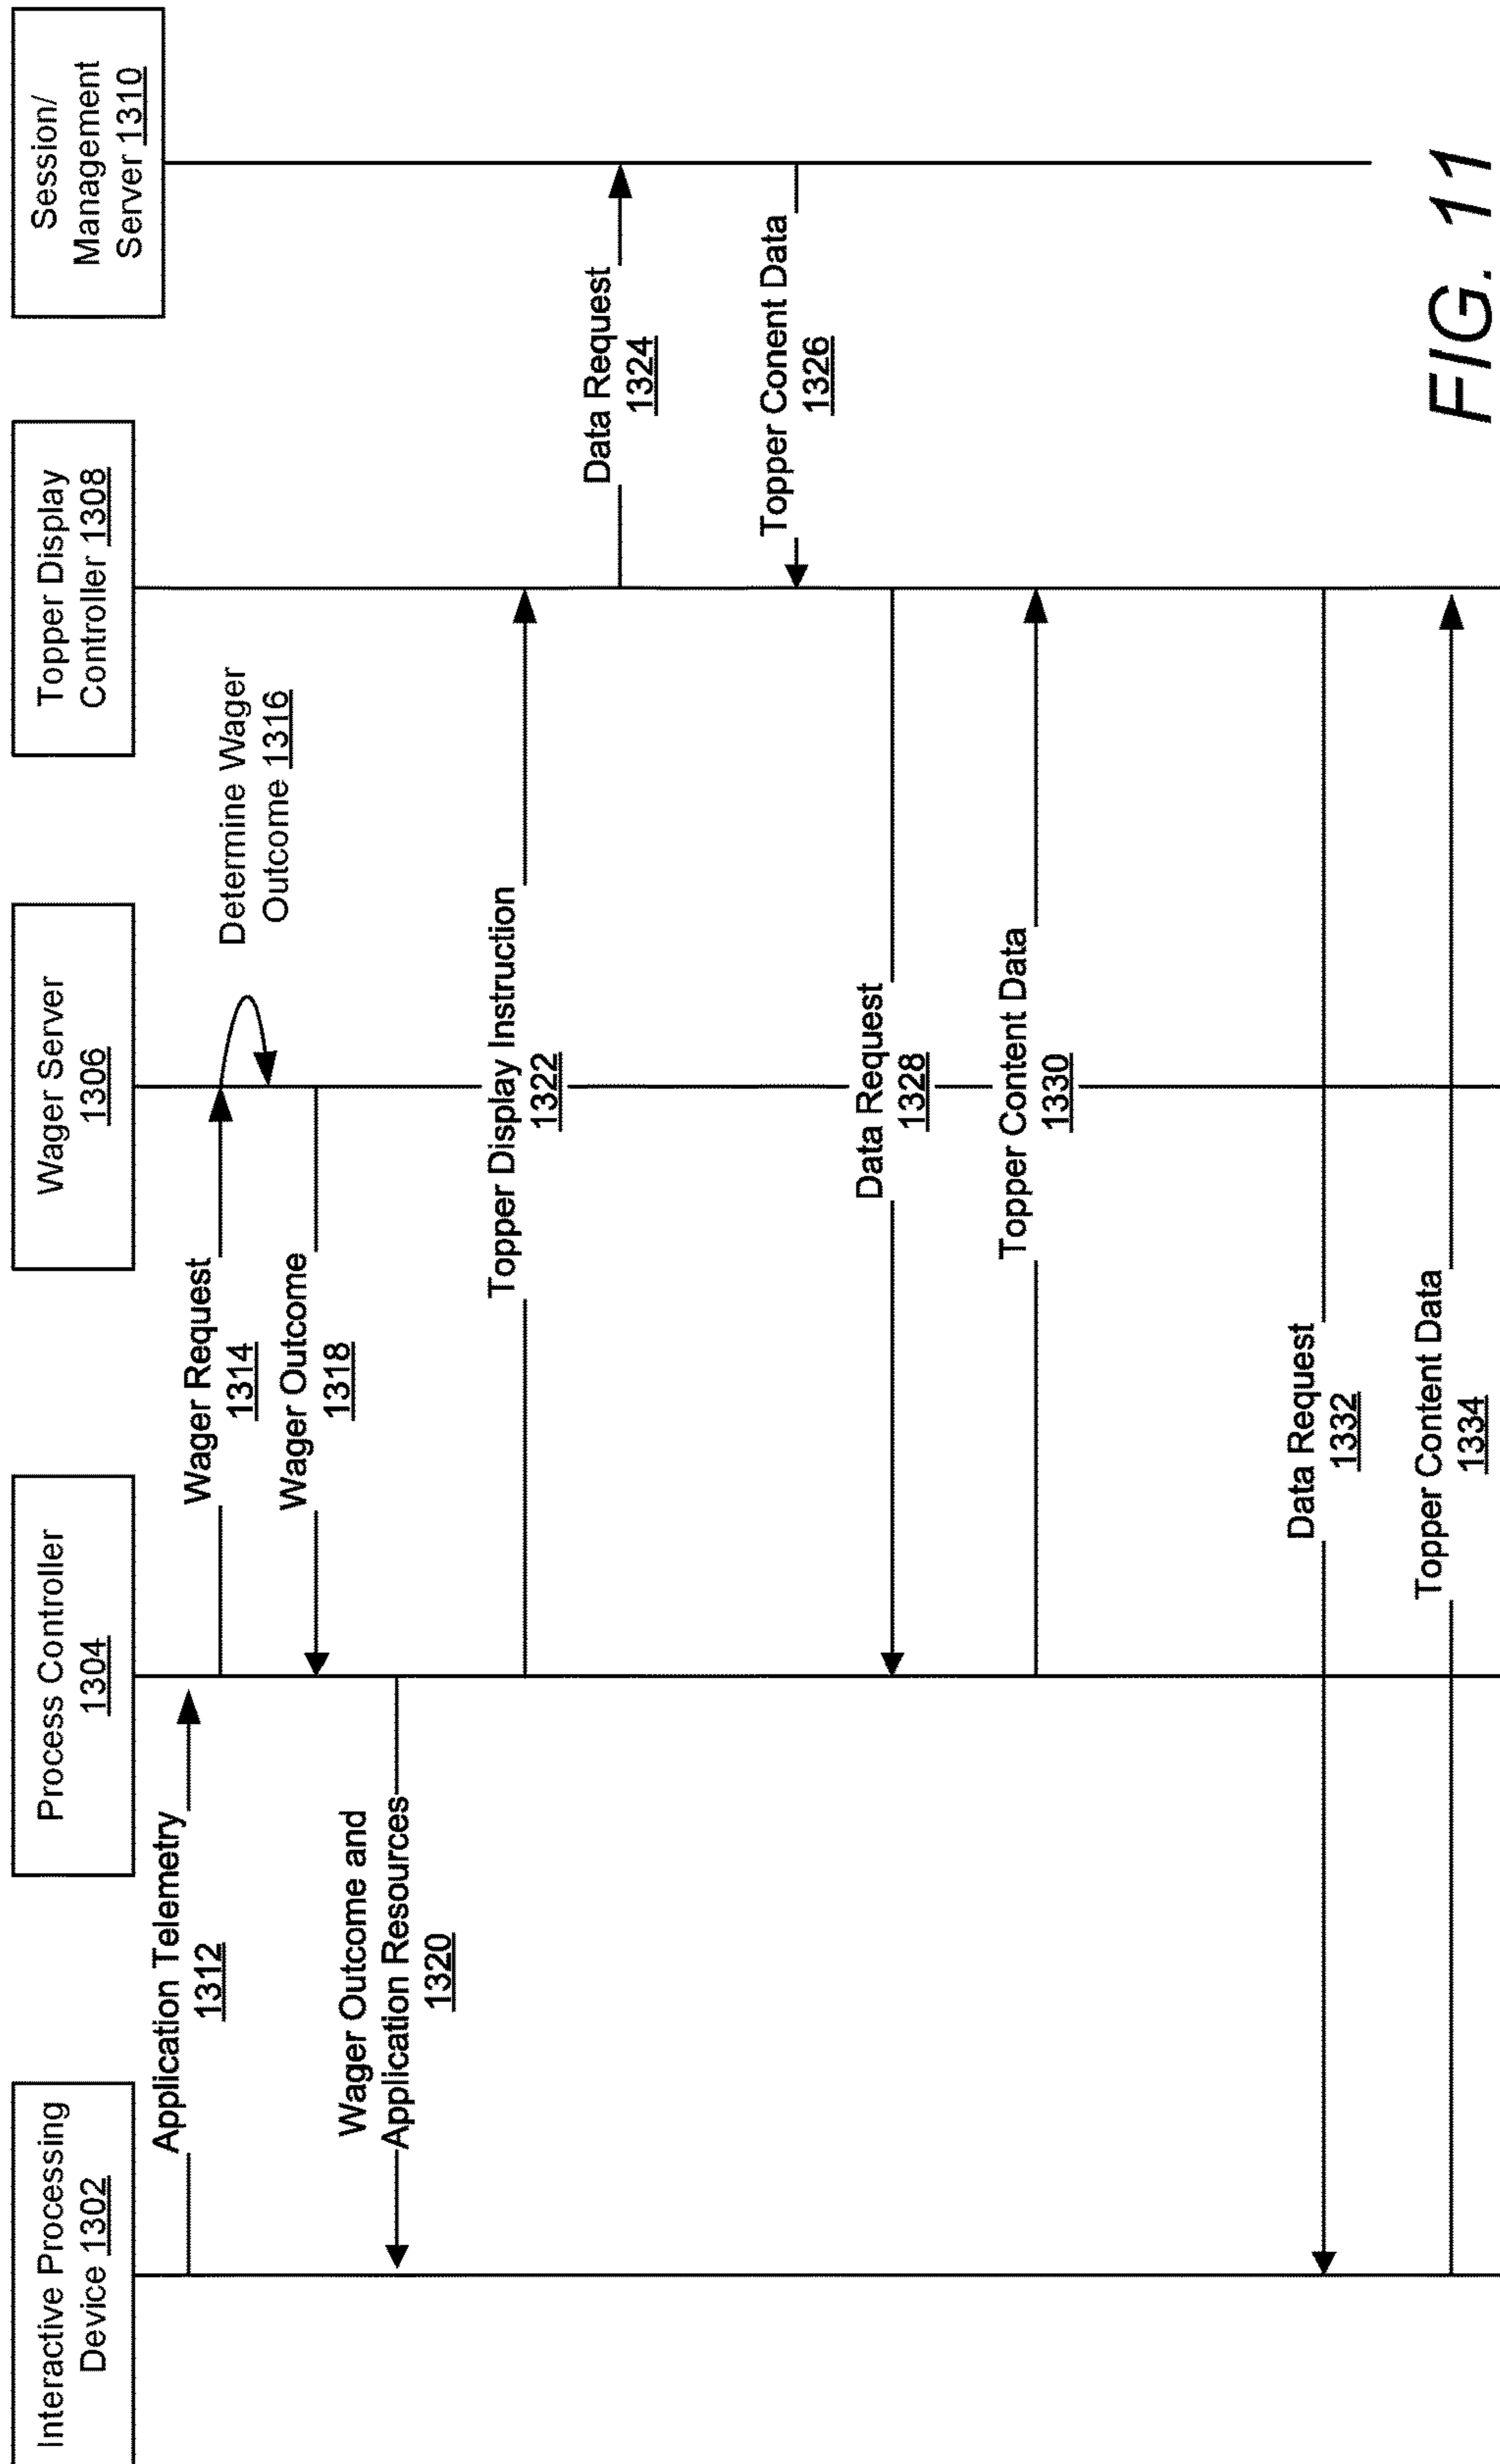 Interactive Processing
Device 1302
Process Controller
1304
Wager Server
1306
Topper Display
Controller 1308
Session/
Management
Server 1310
Application Telemetry
1312
Wager Request
1314
Determine Wager
Outcome 1316
Wager Outcome
1318
Wager Outcome and
Application Resources
1320
Topper Display Instruction
1322
Data Request
1324
Topper Conent Data
1326
Data Request
1328
Topper Content Data
1330
Data Request
1332
Topper Content Data
1334
FIG. 11